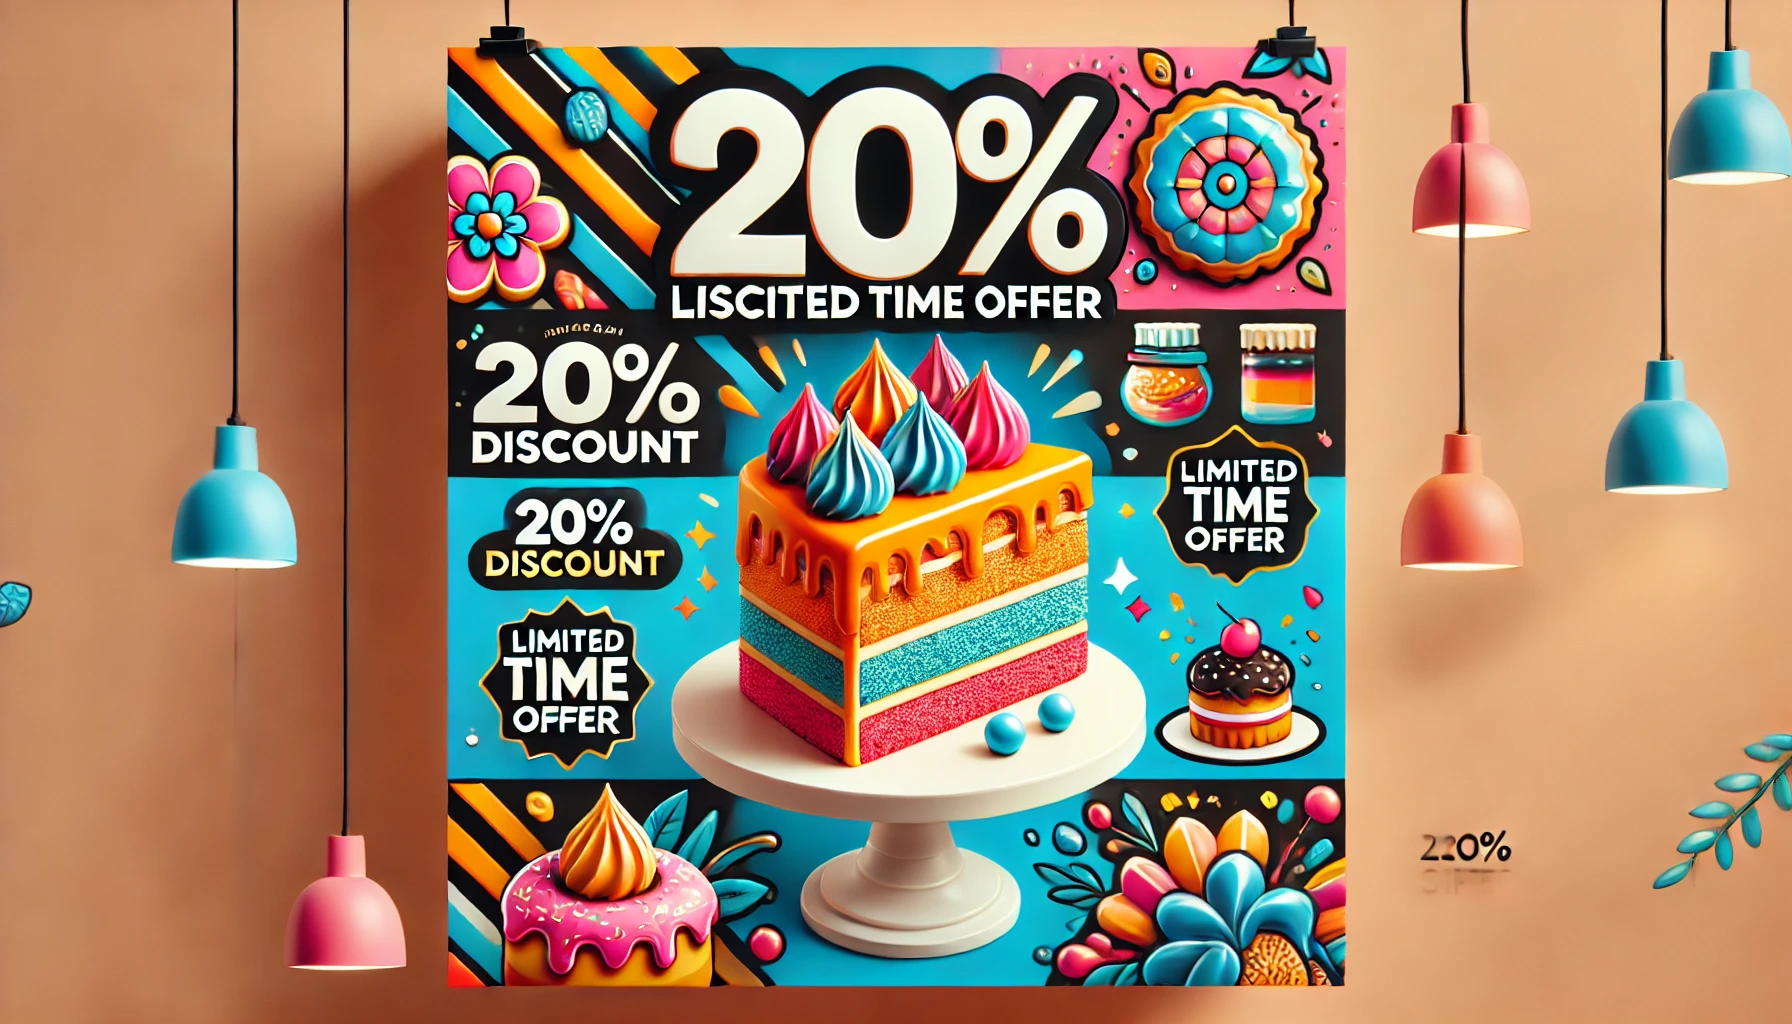 20%
LISCITED TIME OFFER
20%
DISCOUNT
20%
DISCOUNT
LIMITED
TIME
OFFER
LIMITED
TIME
OFFER
220%